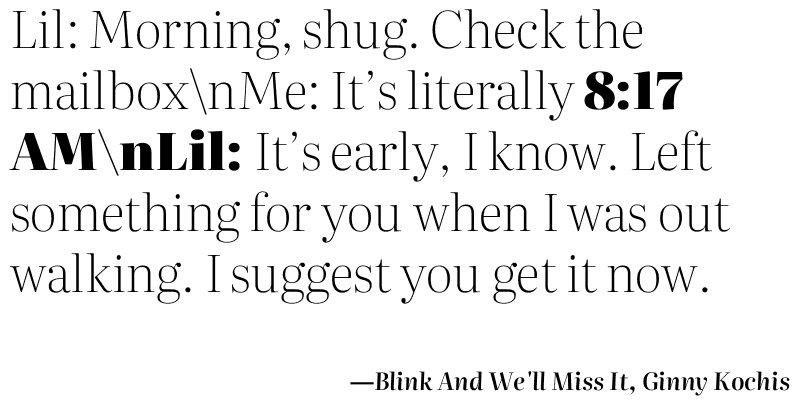 Lil: Morning, shug. Check the
mailbox\nMe: It’s literally 8:17
AM\nLil: It’s early, I know. Left
something for you when I was out
walking. I suggest you get it now.
—Blink And We'll Miss It, Ginny Kochis